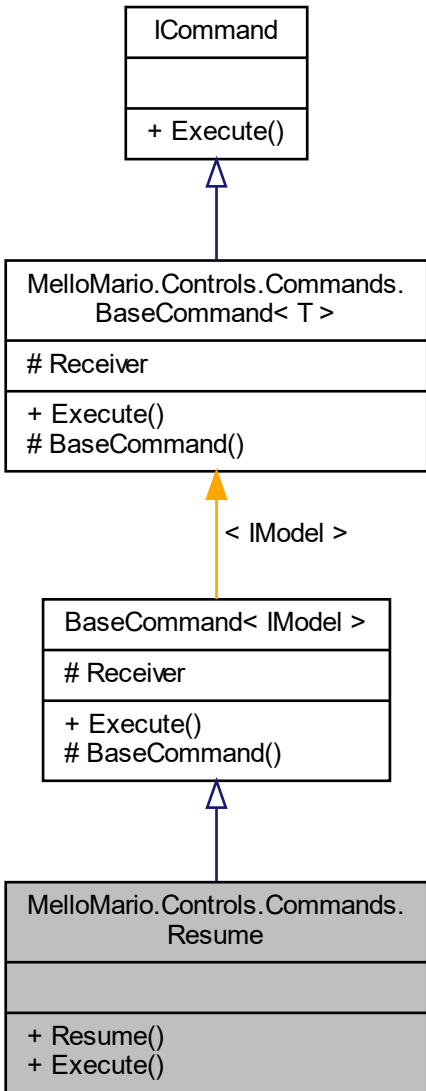 ICommand
+ Execute()
MelloMario.Controls.Commands.
BaseCommand< T >
# Receiver
+ Execute()
# BaseCommand()
< IModel >
BaseCommand< IModel >
# Receiver
+ Execute()
# BaseCommand()
MelloMario.Controls.Commands.
Resume
+ Resume()
+ Execute()